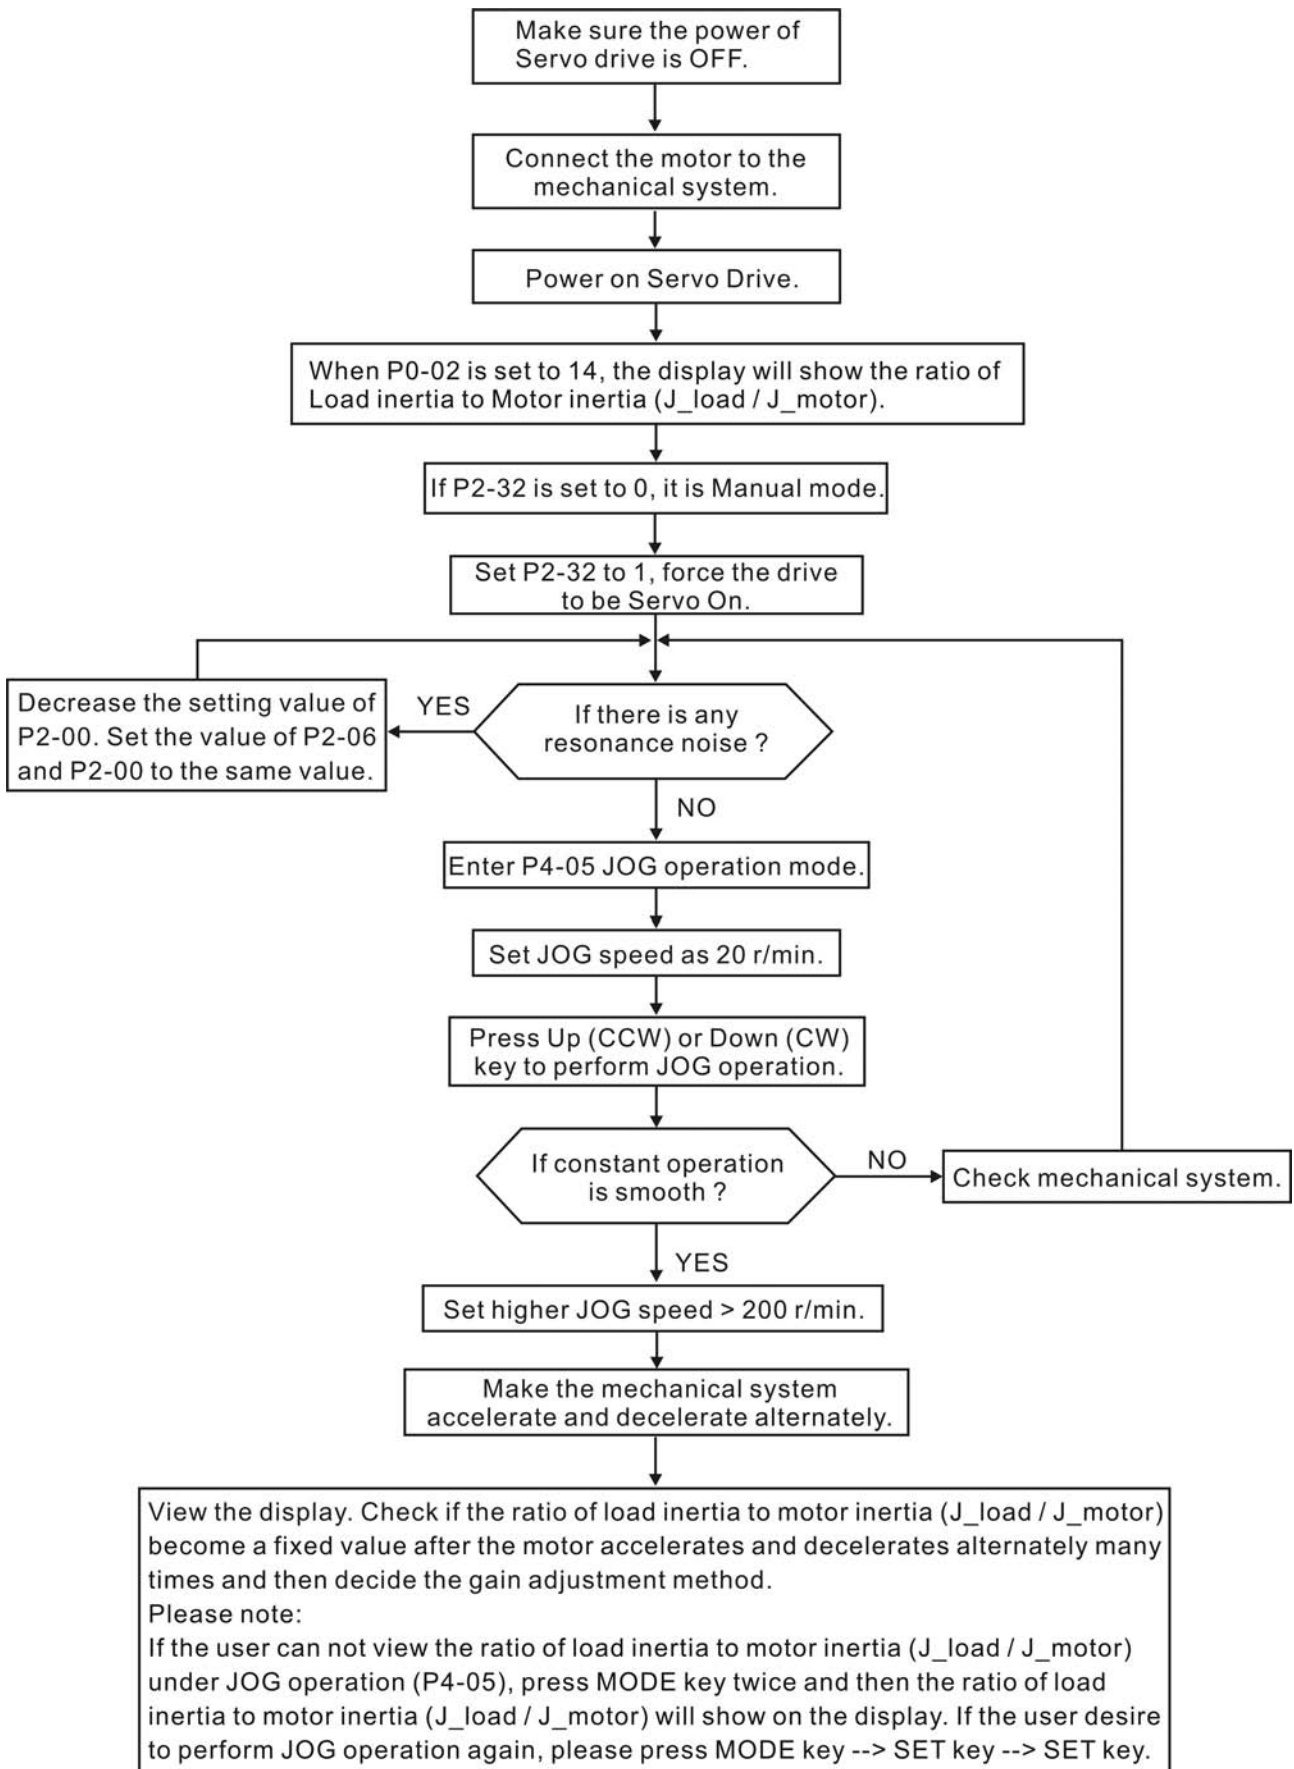 Make sure the power of
Servo drive is OFF.
Connect the motor to the
mechanical system.
Power on Servo Drive.
When P0-02 is set to 14, the display will show the ratio of
Load inertia to Motor inertia (J_load / J_motor).
If P2-32 is set to 0, it is Manual mode.
Set P2-32 to 1, force the drive
to be Servo On.
Decrease the setting value of
P2-00. Set the value of P2-06
and P2-00 to the same value.
YES
If there is any
resonance noise ?
NO
Enter P4-05 JOG operation mode.
Set JOG speed as 20 r/min.
Press Up (CCW) or Down (CW)
key to perform JOG operation.
If constant operation
is smooth ?
NO
Check mechanical system.
YES
Set higher JOG speed > 200 r/min.
Make the mechanical system
accelerate and decelerate alternately.
View the display. Check if the ratio of load inertia to motor inertia (J_load / J_motor)
become a fixed value after the motor accelerates and decelerates alternately many
times and then decide the gain adjustment method.
Please note:
If the user can not view the ratio of load inertia to motor inertia (J_load / J_motor)
under JOG operation (P4-05), press MODE key twice and then the ratio of load
inertia to motor inertia (J_load / J_motor) will show on the display. If the user desire
to perform JOG operation again, please press MODE key --> SET key --> SET key.